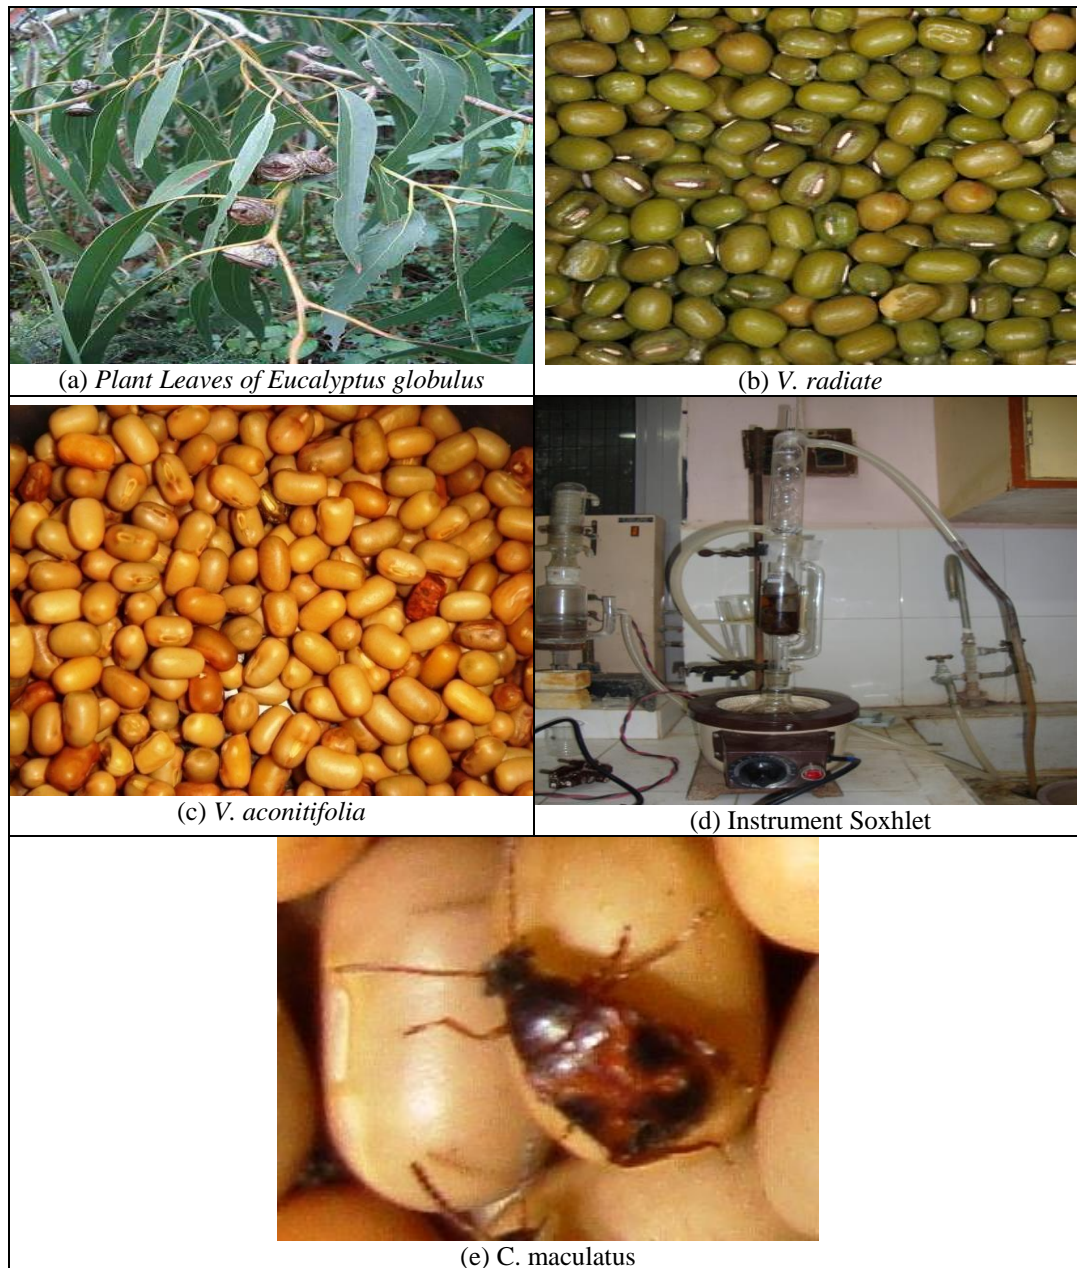 (a) Plant Leaves of Eucalyptus globulus
(b) V. radiate
(c) V. aconitifolia
(d) Instrument Soxhlet
(e) C. maculatus